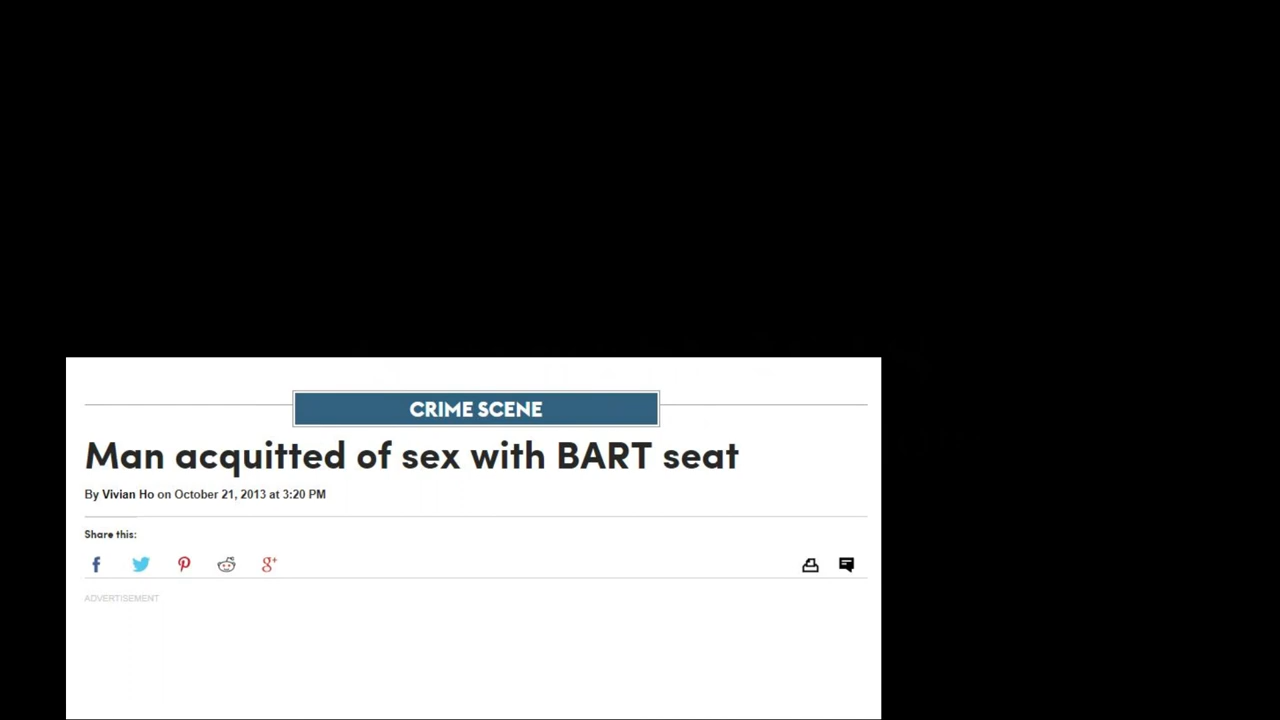 CRIME SCENE
Man acquitted of sex with BART seat
By Vivian Ho on October 21, 2013 at 3:20 PM
Share this:
ADVERTISEMENT